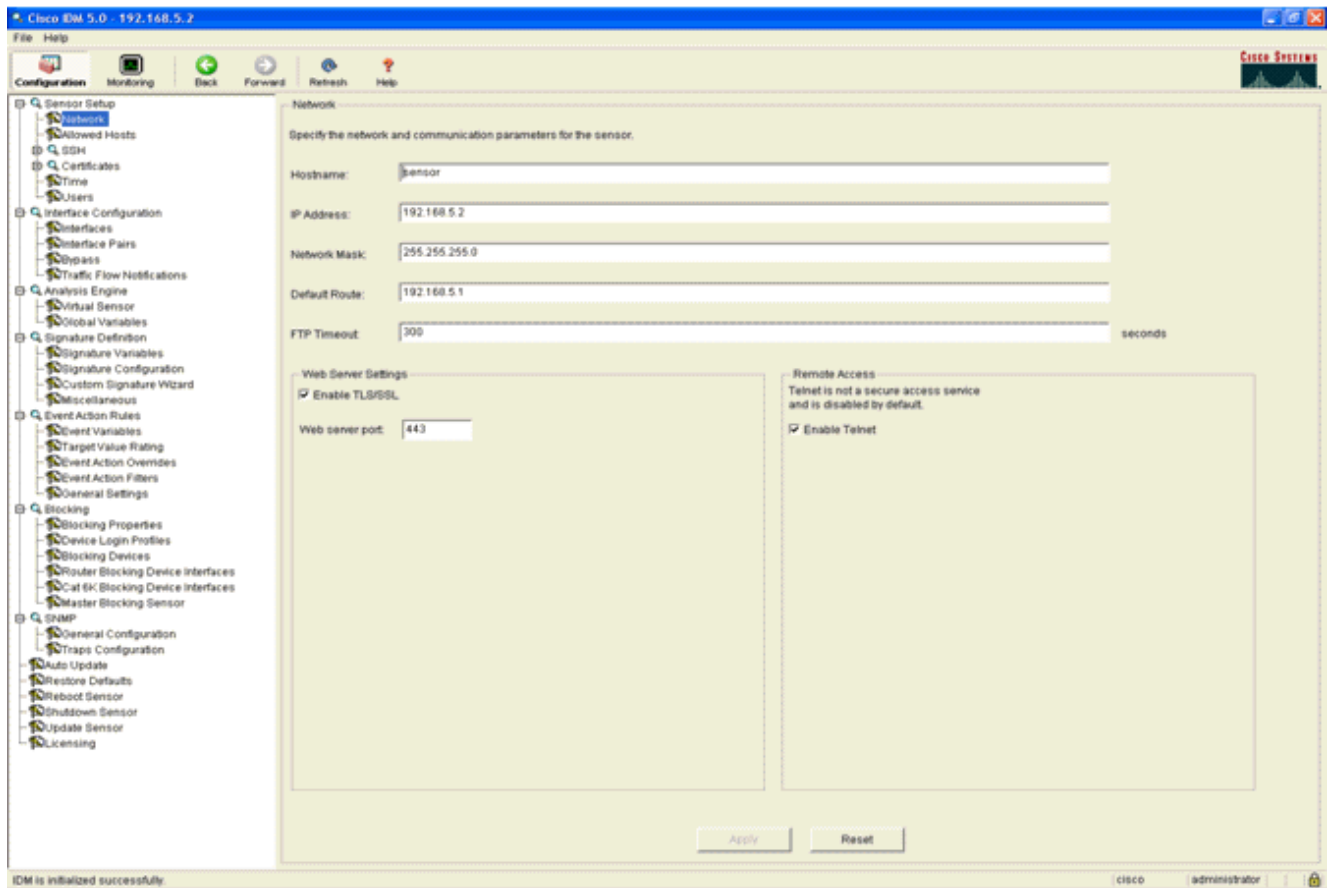 Cisco IDM 5.0 - 192.168.5.2
File Help
Configuration Monitoring Back Forward Refresh Help
CISCO SYSTEMS
Sensor Setup
Network
Allowed Hosts
SSH
Certificates
Time
Users
Interface Configuration
Interfaces
Interface Pairs
Bypass
Traffic Flow Notifications
Analysis Engine
Virtual Sensor
Global Variables
Signature Definition
Signature Variables
Signature Configuration
Custom Signature Wizard
Miscellaneous
Event Action Rules
Event Variables
Target Value Rating
Event Action Overrides
Event Action Filters
General Settings
Blocking
Blocking Properties
Device Login Profiles
Blocking Devices
Router Blocking Device Interfaces
Cat 6K Blocking Device Interfaces
Master Blocking Sensor
SNMP
General Configuration
Traps Configuration
Auto Update
Restore Defaults
Reboot Sensor
Shutdown Sensor
Update Sensor
Licensing
Network
Specify the network and communication parameters for the sensor.
Hostname: sensor
IP Address: 192.168.5.2
Network Mask: 255.255.255.0
Default Route: 192.168.5.1
FTP Timeout: 300 seconds
Web Server Settings
Enable TLS/SSL
Web server port: 443
Remote Access
Telnet is not a secure access service
and is disabled by default.
Enable Telnet
Apply Reset
IDM is initialized successfully. cisco administrator